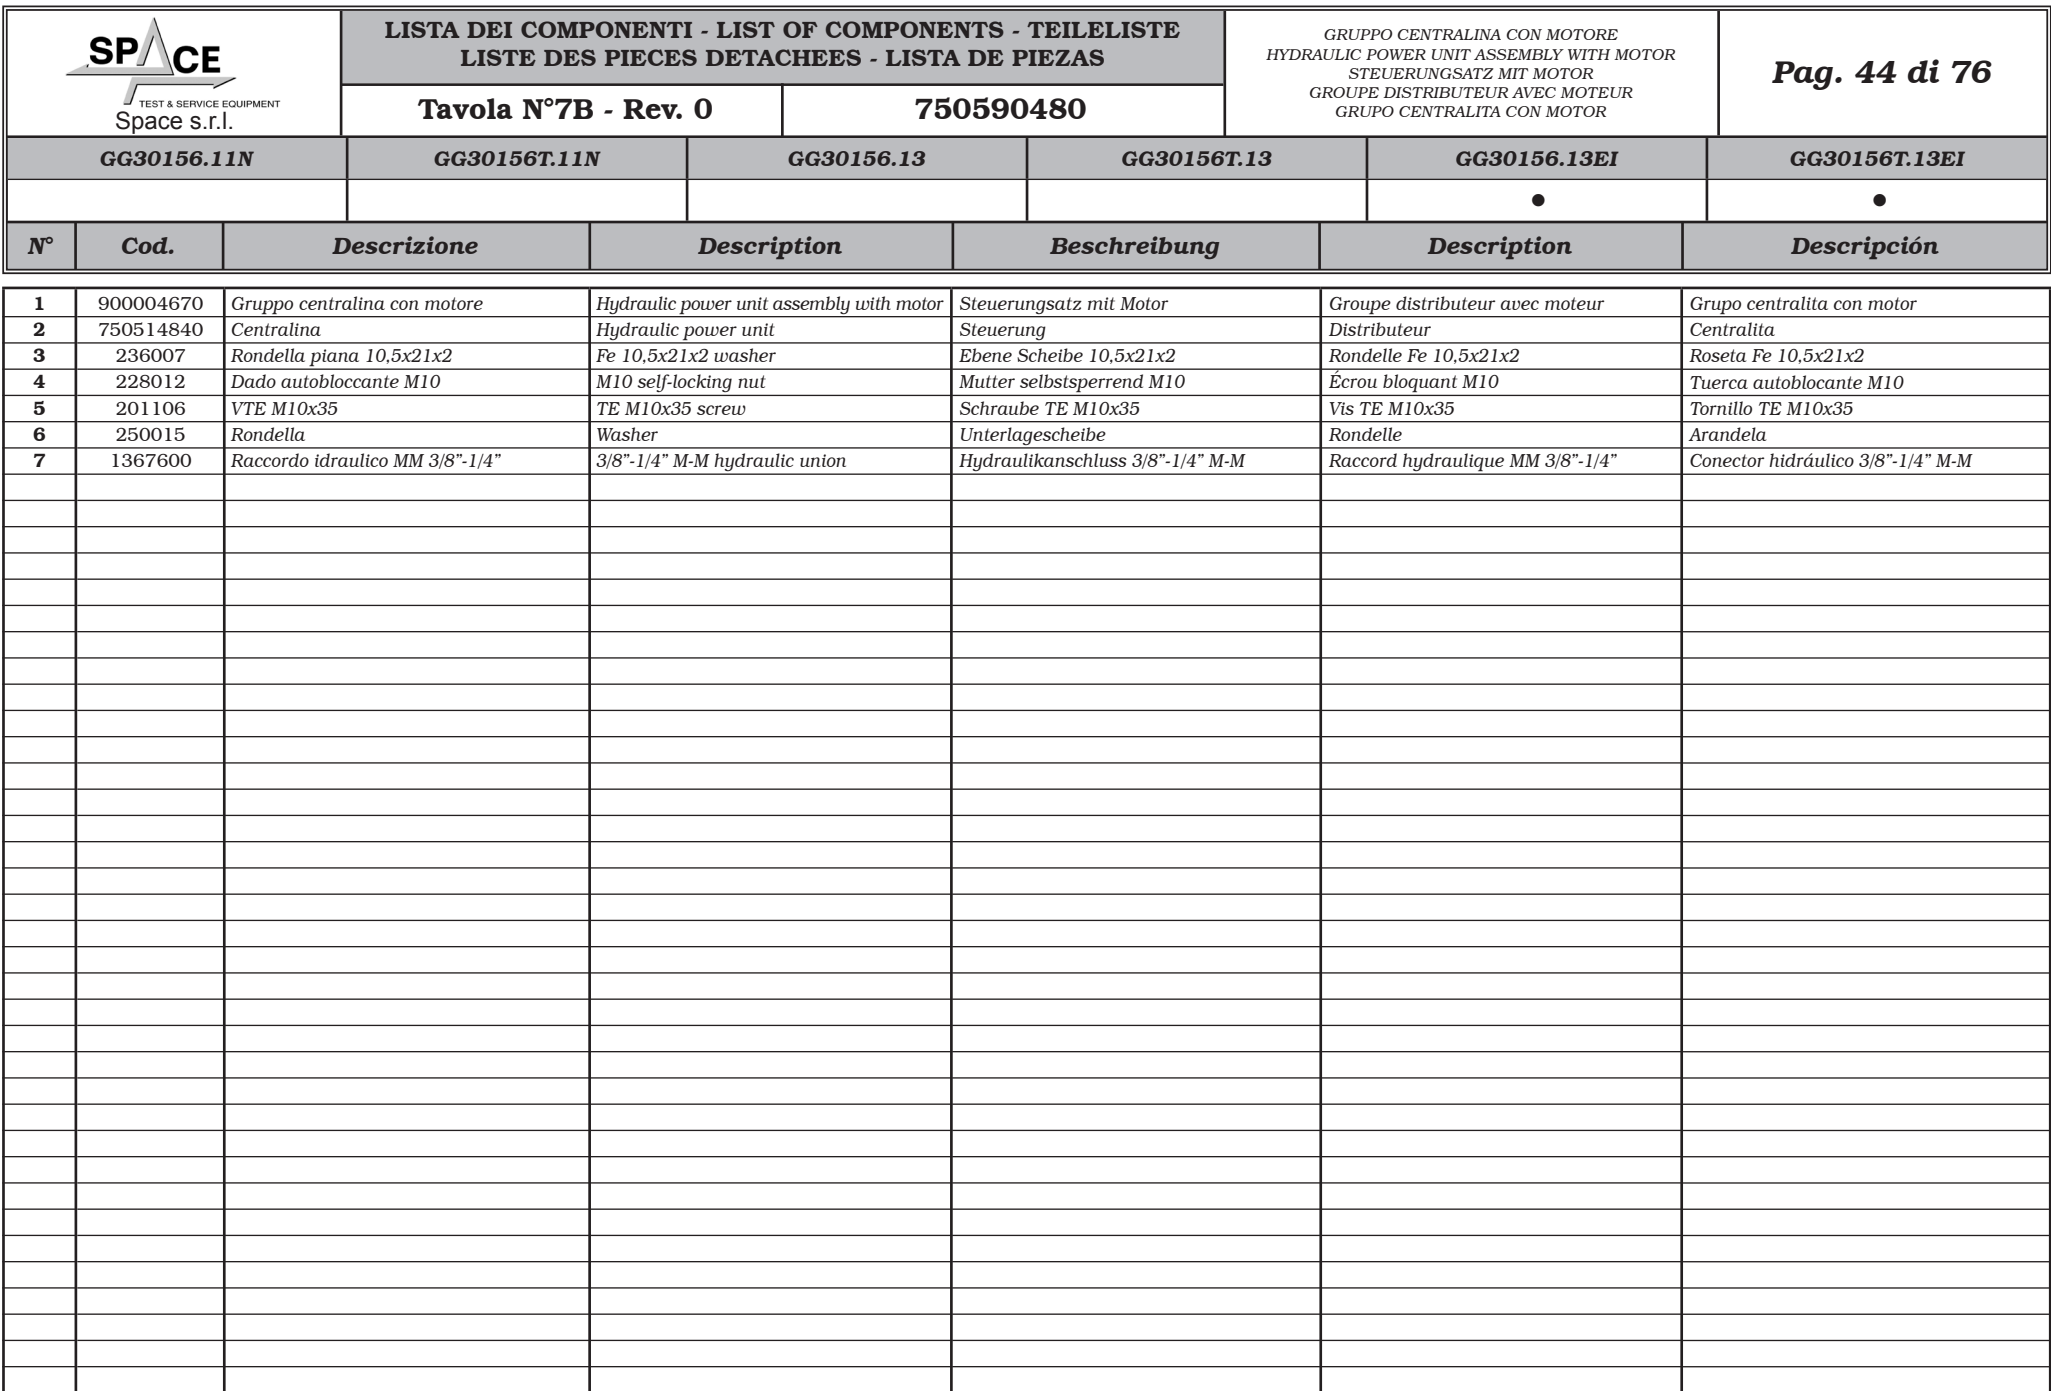 SPACE
TEST & SERVICE EQUIPMENT
Space s.r.l.
LISTA DEI COMPONENTI - LIST OF COMPONENTS - TEILELISTE
LISTE DES PIECES DETACHEES - LISTA DE PIEZAS
Tavola N°7B - Rev. 0 750590480
GRUPPO CENTRALINA CON MOTORE
HYDRAULIC POWER UNIT ASSEMBLY WITH MOTOR
STEUERUNGSATZ MIT MOTOR
GROUPE DISTRIBUTEUR AVEC MOTEUR
GRUPO CENTRALITA CON MOTOR
Pag. 44 di 76
GG30156.11N GG30156T.11N GG30156.13 GG30156T.13 GG30156.13EI GG30156T.13EI
● ●
N° Cod. Descrizione Description Beschreibung Description Descripción
1 900004670 Gruppo centralina con motore Hydraulic power unit assembly with motor Steuerungsatz mit Motor Groupe distributeur avec moteur Grupo centralita con motor
2 750514840 Centralina Hydraulic power unit Steuerung Distributeur Centralita
3 236007 Rondella piana 10,5x21x2 Fe 10,5x21x2 washer Ebene Scheibe 10,5x21x2 Rondelle Fe 10,5x21x2 Roseta Fe 10,5x21x2
4 228012 Dado autobloccante M10 M10 self-locking nut Mutter selbstsperrend M10 Écrou bloquant M10 Tuerca autoblocante M10
5 201106 VTE M10x35 TE M10x35 screw Schraube TE M10x35 Vis TE M10x35 Tornillo TE M10x35
6 250015 Rondella Washer Unterlagescheibe Rondelle Arandela
7 1367600 Raccordo idraulico MM 3/8”-1/4” 3/8”-1/4” M-M hydraulic union Hydraulikanschluss 3/8”-1/4” M-M Raccord hydraulique MM 3/8”-1/4” Conector hidráulico 3/8”-1/4” M-M